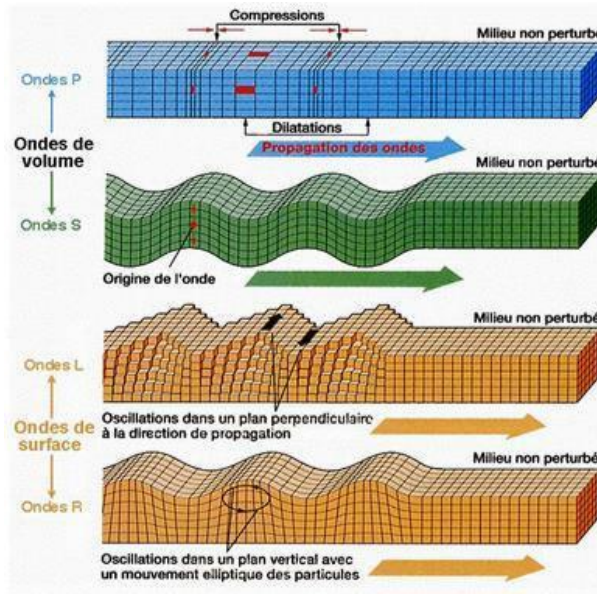 Compressions
Milieu non perturbé
Ondes P
Dilatations
Propagation des ondes
Ondes de
volume
Milieu non perturbé
Ondes S
Origine de l'onde
Milieu non perturbé
Ondes L
Oscillations dans un plan perpendiculaire
à la direction de propagation
Ondes de
surface
Milieu non perturbé
Ondes R
Oscillations dans un plan vertical avec
un mouvement elliptique des particules